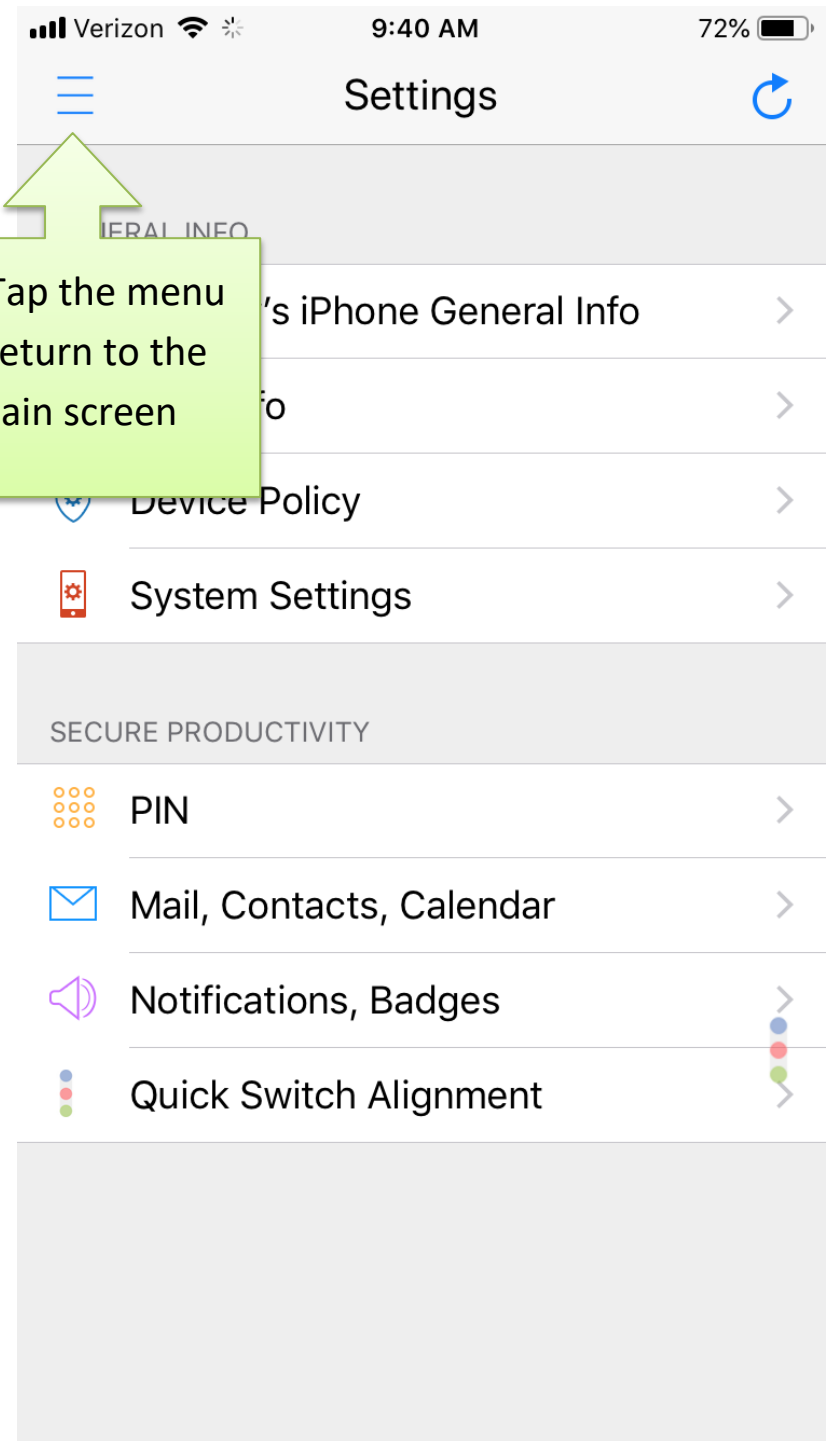 Verizon 9:40 AM 72%
Settings
ERAL INFO
Tap the menu
eturn to the
ain screen
's iPhone General Info
fo
Device Policy
System Settings
SECURE PRODUCTIVITY
PIN
Mail, Contacts, Calendar
Notifications, Badges
Quick Switch Alignment